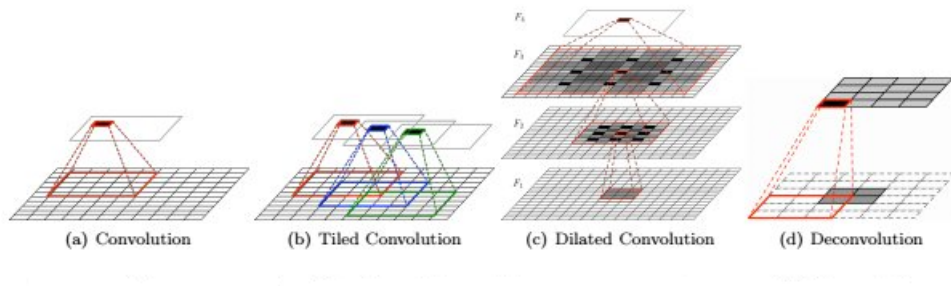 F₄
F₃
F₂
F₁
(a) Convolution
(b) Tiled Convolution
(c) Dilated Convolution
(d) Deconvolution